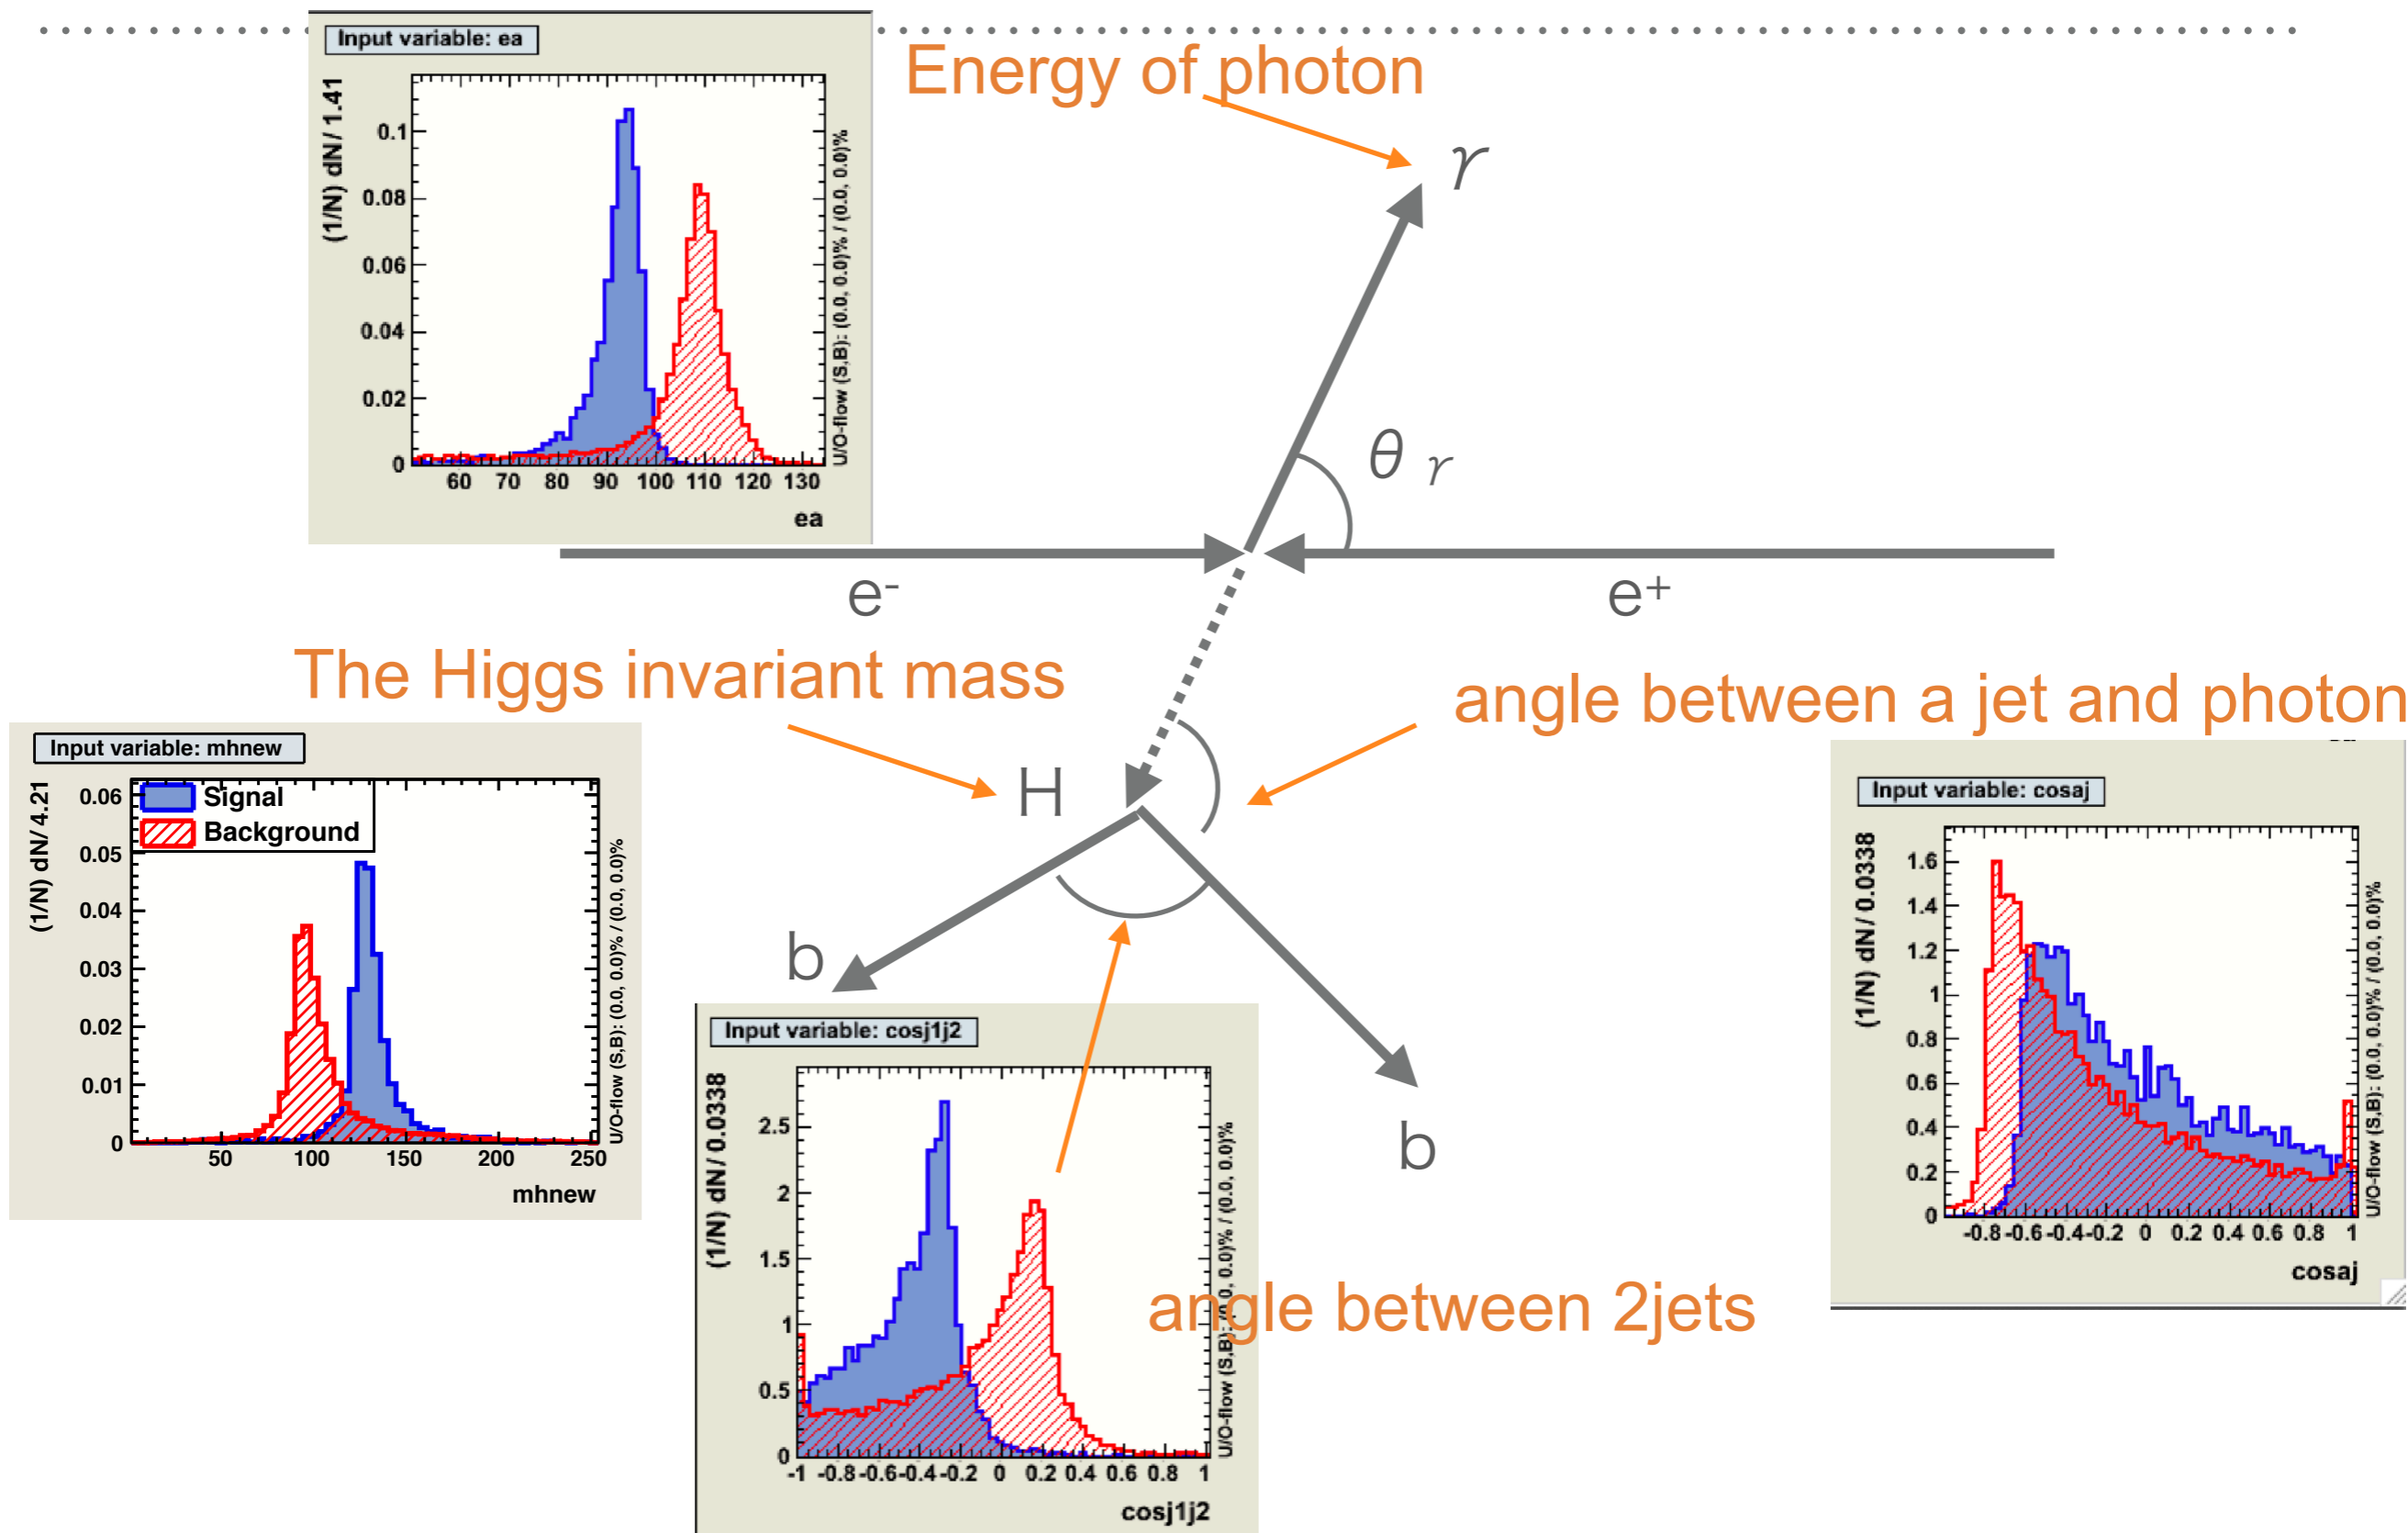 Input variable: ea
Energy of photon
(1/N) dN / 1.41
0.1
0.08
0.06
0.04
0.02
0
60 70 80 90 100 110 120 130
ea
U/O-flow (S,B): (0.0, 0.0)% / (0.0, 0.0)%
γ
θ γ
e-
e+
The Higgs invariant mass
angle between a jet and photon
Input variable: mhnew
(1/N) dN/ 4.21
Signal
Background
0.06
0.05
0.04
0.03
0.02
0.01
0
50 100 150 200 250
mhnew
U/O-flow (S,B): (0.0, 0.0)% / (0.0, 0.0)%
H
b
b
Input variable: cosaj
(1/N) dN / 0.0338
1.6
1.4
1.2
1
0.8
0.6
0.4
0.2
0
-0.8 -0.6 -0.4 -0.2 0 0.2 0.4 0.6 0.8 1
cosaj
U/O-flow (S,B): (0.0, 0.0)% / (0.0, 0.0)%
Input variable: cosj1j2
(1/N) dN / 0.0338
2.5
2
1.5
1
0.5
0
-1 -0.8 -0.6 -0.4 -0.2 0 0.2 0.4 0.6 0.8 1
cosj1j2
U/O-flow (S,B): (0.0, 0.0)% / (0.0, 0.0)%
angle between 2jets